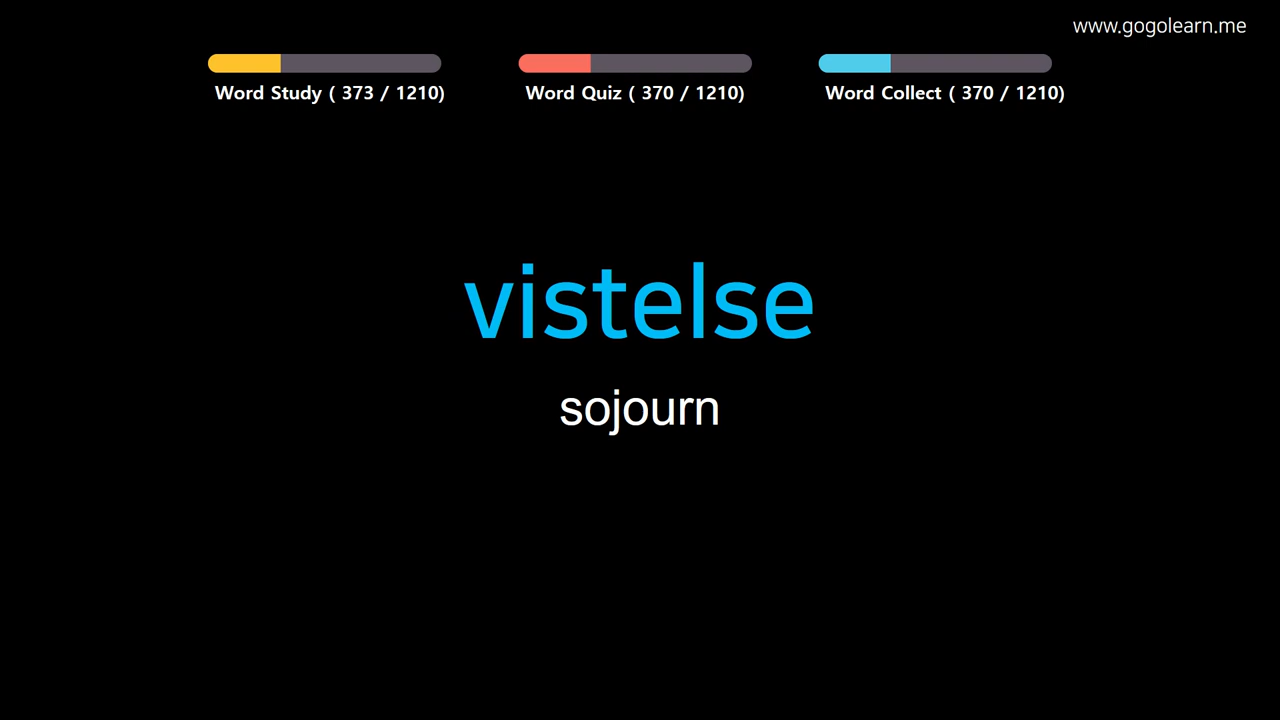 www.gogolearn.me
Word Study ( 373 / 1210)
Word Quiz ( 370 / 1210)
Word Collect ( 370 / 1210)
vistelse
sojourn